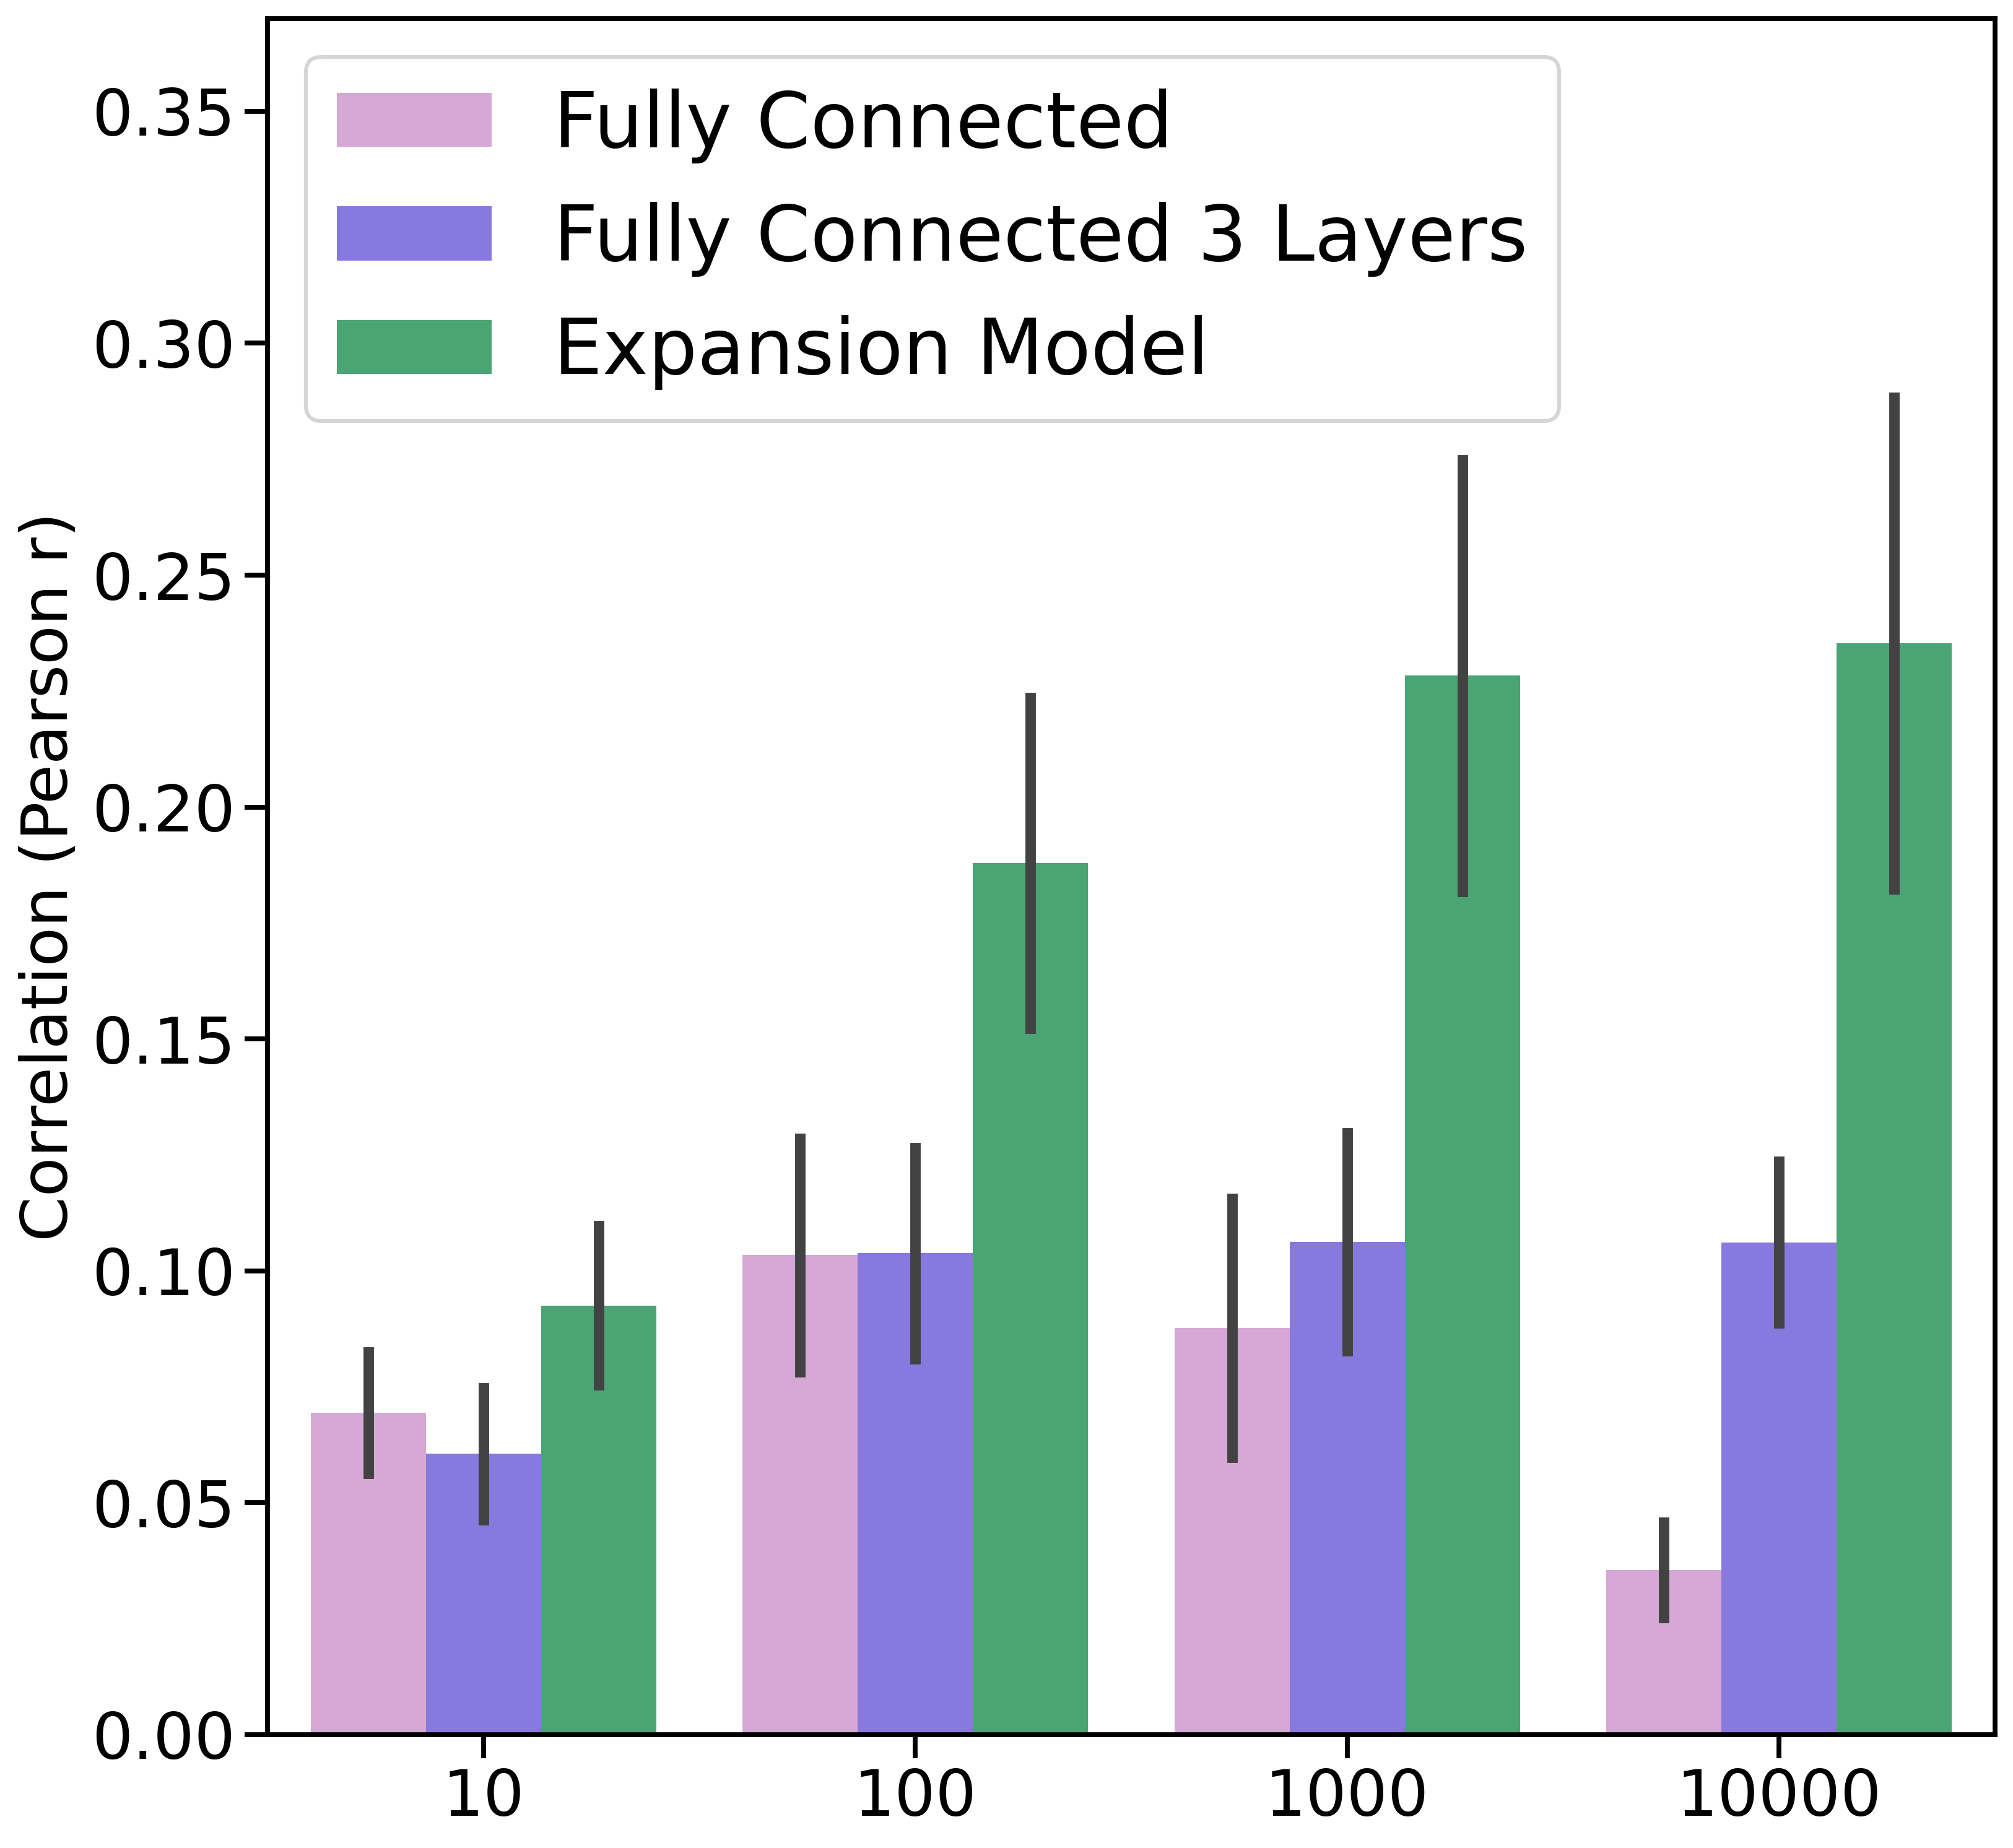 Fully Connected
Fully Connected 3 Layers
Expansion Model
Correlation (Pearson r)
0.35
0.30
0.25
0.20
0.15
0.10
0.05
0.00
10 100 1000 10000